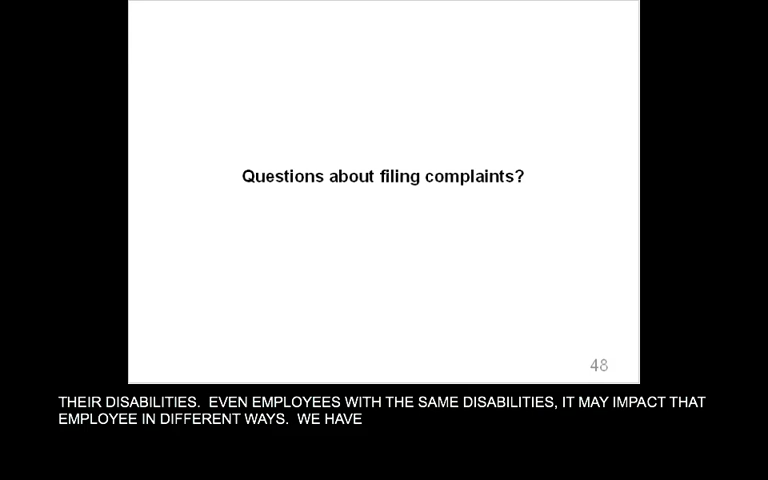 Questions about filing complaints?
48
THEIR DISABILITIES.  EVEN EMPLOYEES WITH THE SAME DISABILITIES, IT MAY IMPACT THAT
EMPLOYEE IN DIFFERENT WAYS.  WE HAVE